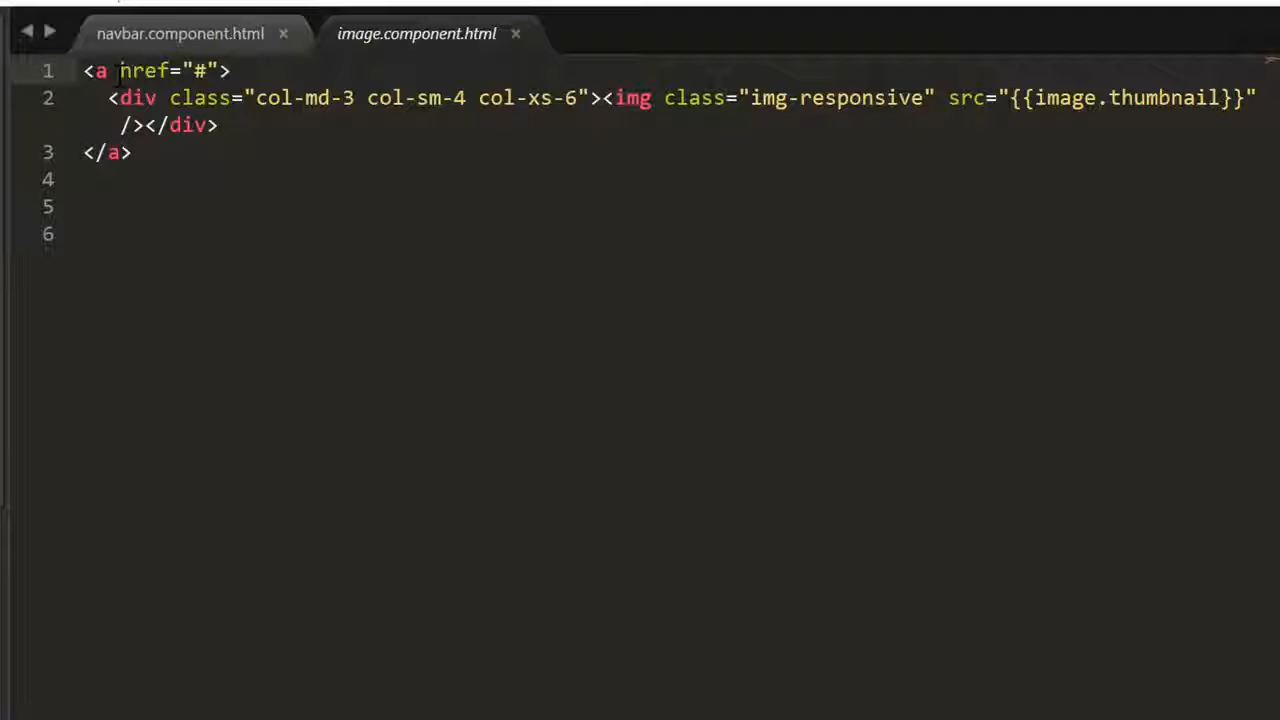 navbar.component.html ×
image.component.html ×
1 <a href="#">
2 <div class="col-md-3 col-sm-4 col-xs-6"><img class="img-responsive" src="{{image.thumbnail}}"
/></div>
3 </a>
4
5
6